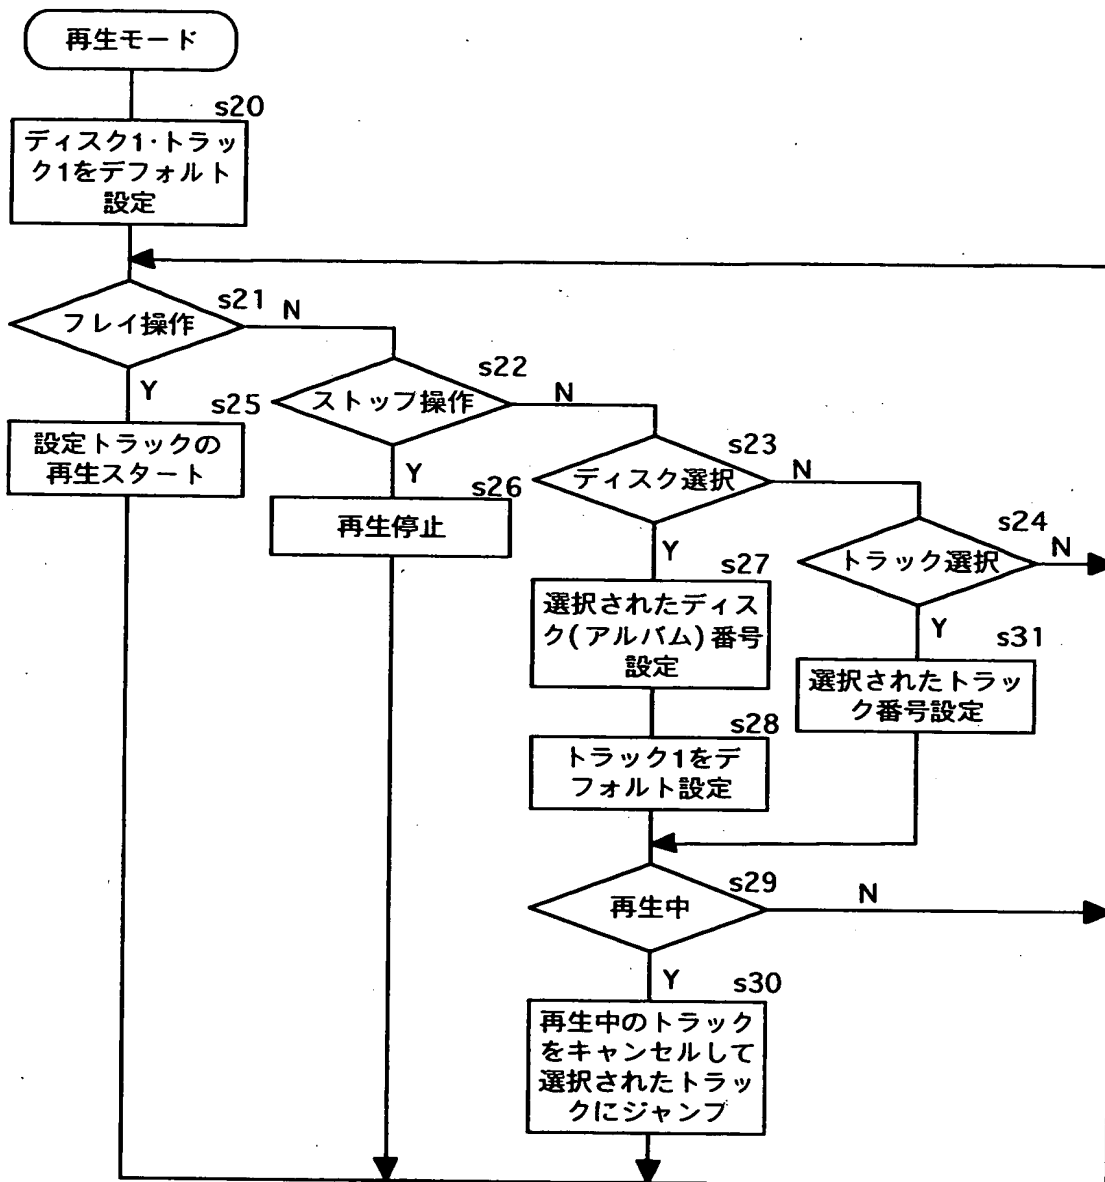 再生モード
s20
ディスク1·トラッ
ク1をデフォルト
設定
s21
フレイ操作
N
Y
s22
ストップ操作
N
Y
s25
設定トラックの
再生スタート
s23
ディスク選択
N
Y
s26
再生停止
s24
トラック選択
N
Y
s27
選択されたディス
ク(アルバム)番号
設定
s31
選択されたトラッ
ク番号設定
s28
トラック1をデ
フォルト設定
s29
再生中
N
Y
s30
再生中のトラック
をキャンセルして
選択されたトラッ
クにジャンプ